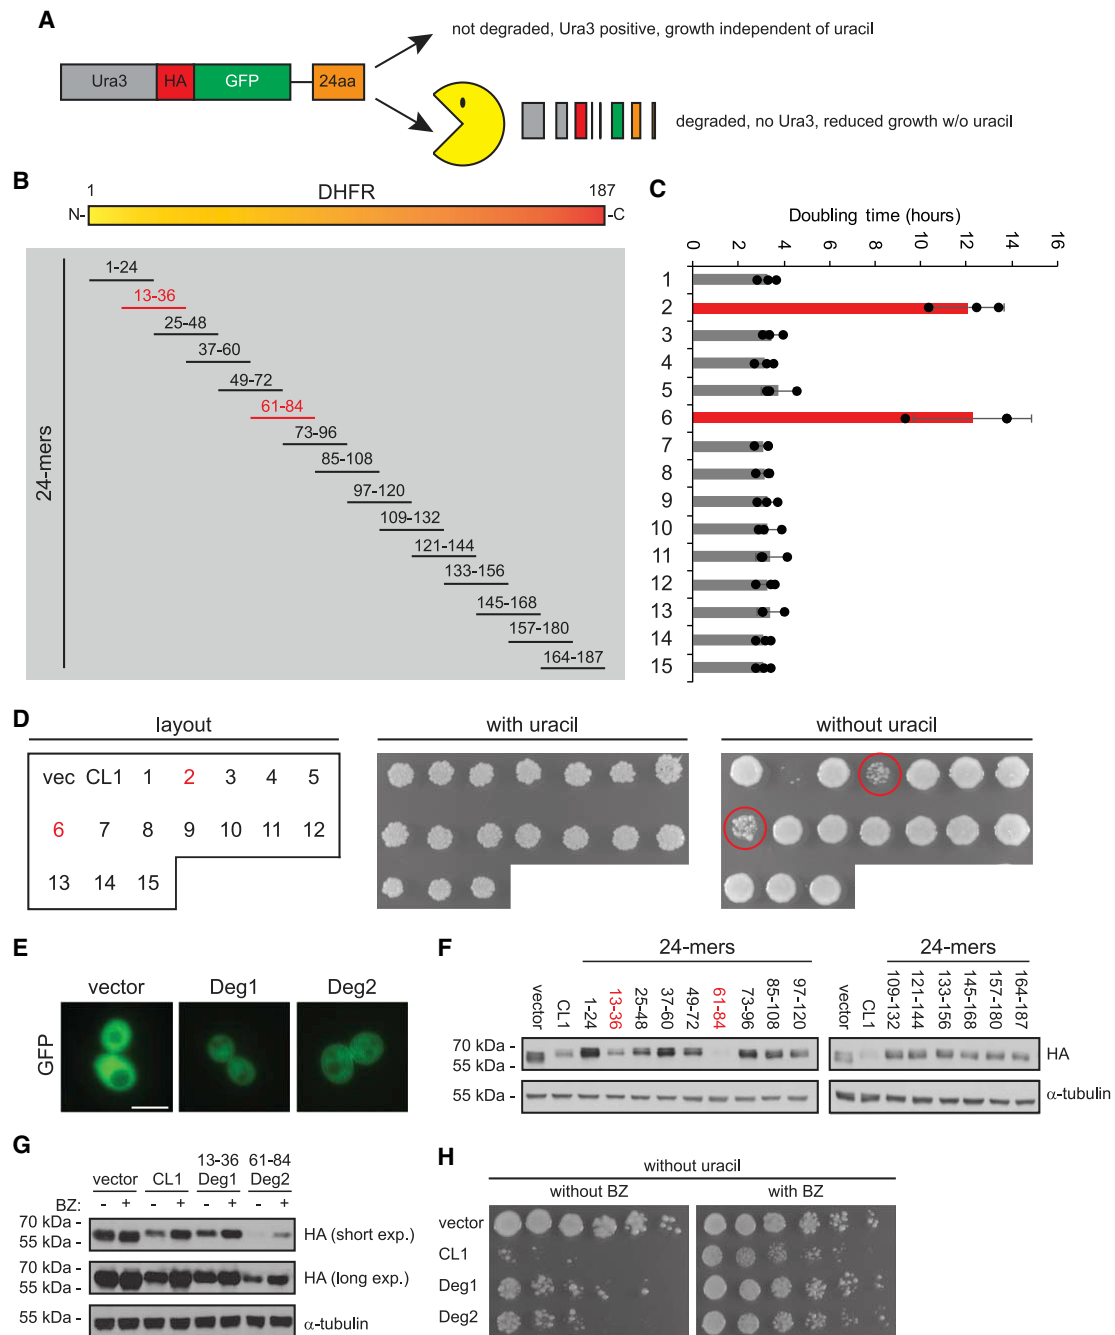 A
Ura3 HA GFP 24aa
not degraded, Ura3 positive, growth independent of uracil
degraded, no Ura3, reduced growth w/o uracil
B
1 DHFR 187
N- -C
24-mers
1-24
13-36
25-48
37-60
49-72
61-84
73-96
85-108
97-120
109-132
121-144
133-156
145-168
157-180
164-187
C
Doubling time (hours)
0 2 4 6 8 10 12 14 16
1
2
3
4
5
6
7
8
9
10
11
12
13
14
15
D
layout with uracil without uracil
vec CL1 1 2 3 4 5
6 7 8 9 10 11 12
13 14 15
E
vector Deg1 Deg2
GFP
F
24-mers 24-mers
vector CL1 1-24 13-36 25-48 37-60 49-72 61-84 73-96 85-108 97-120 vector CL1 109-132 121-144 133-156 145-168 157-180 164-187
70 kDa -
55 kDa -
HA
55 kDa -
α-tubulin
G
13-36 61-84
vector CL1 Deg1 Deg2
BZ: - + - + - + - +
70 kDa -
55 kDa -
HA (short exp.)
70 kDa -
55 kDa -
HA (long exp.)
55 kDa -
α-tubulin
H
without uracil
without BZ with BZ
vector
CL1
Deg1
Deg2